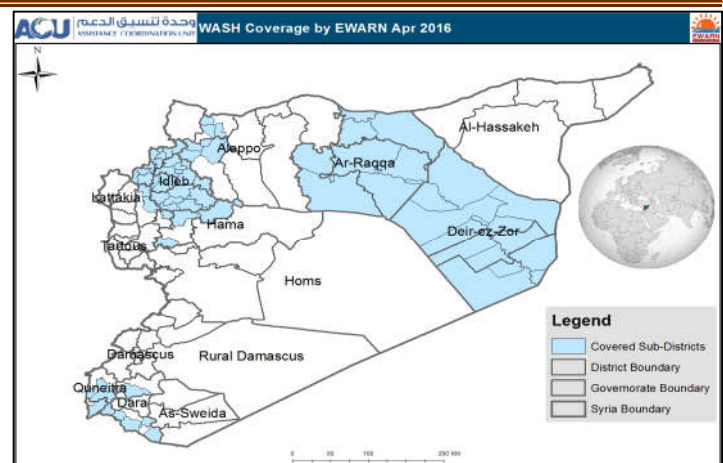 ACU وحدة تنسيق الدعم
ASSISTANCE COORDINATION UNIT
WASH Coverage by EWARN Apr 2016
EWARN
N
Al-Hassakeh
Aleppo
Ar-Raqqa
Idleb
Lattakia
Hama
Deir-ez-Zor
Tartous
Homs
Damascus
Rural Damascus
Quneitra
Dara
As-Sweida
Legend
Covered Sub-Districts
District Boundary
Governorate Boundary
Syria Boundary
0 50 100 200 KM